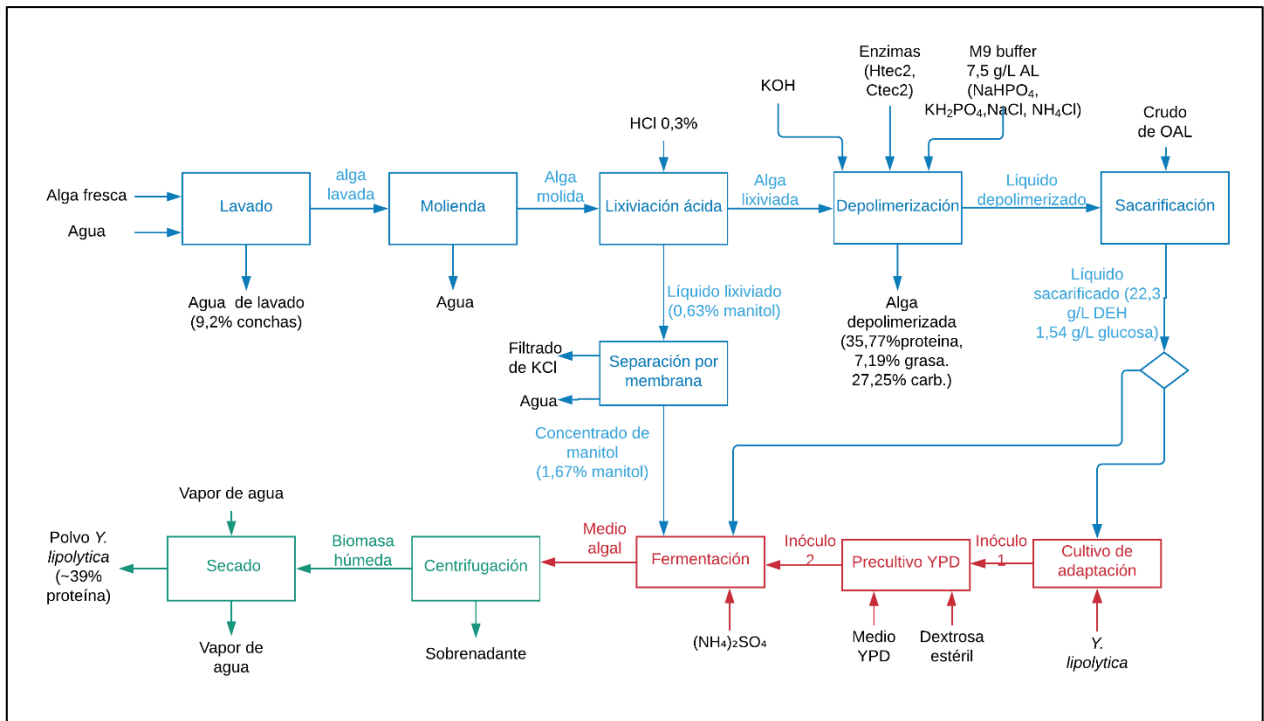 Enzimas
(Htec2,
Ctec2)
M9 buffer
7,5 g/L AL
(NaHPO₄,
KH₂PO₄,NaCl, NH₄Cl)
KOH
HCl 0,3%
Crudo
de OAL
Alga fresca
Agua
Lavado
alga
lavada
Molienda
Alga
molida
Lixiviación ácida
Alga
lixiviada
Depolimerización
Liquido
depolimerizado
Sacarificación
Agua de lavado
(9,2% conchas)
Agua
Líquido lixiviado
(0,63% manitol)
Alga
depolimerizada
(35,77%proteina,
7,19% grasa.
27,25% carb.)
Líquido
sacarificado (22,3
g/L DEH
1,54 g/L glucosa)
Filtrado
de KCl
Agua
Separación por
membrana
Concentrado de
manitol
(1,67% manitol)
Vapor de agua
Polvo Y.
lipolytica
(~39%
proteína)
Secado
Biomasa
húmeda
Centrifugación
Medio
algal
Fermentación
Inóculo
2
Precultivo YPD
Inóculo
1
Cultivo de
adaptación
Vapor de
agua
Sobrenadante
(NH₄)₂SO₄
Medio
YPD
Dextrosa
estéril
Y.
lipolytica